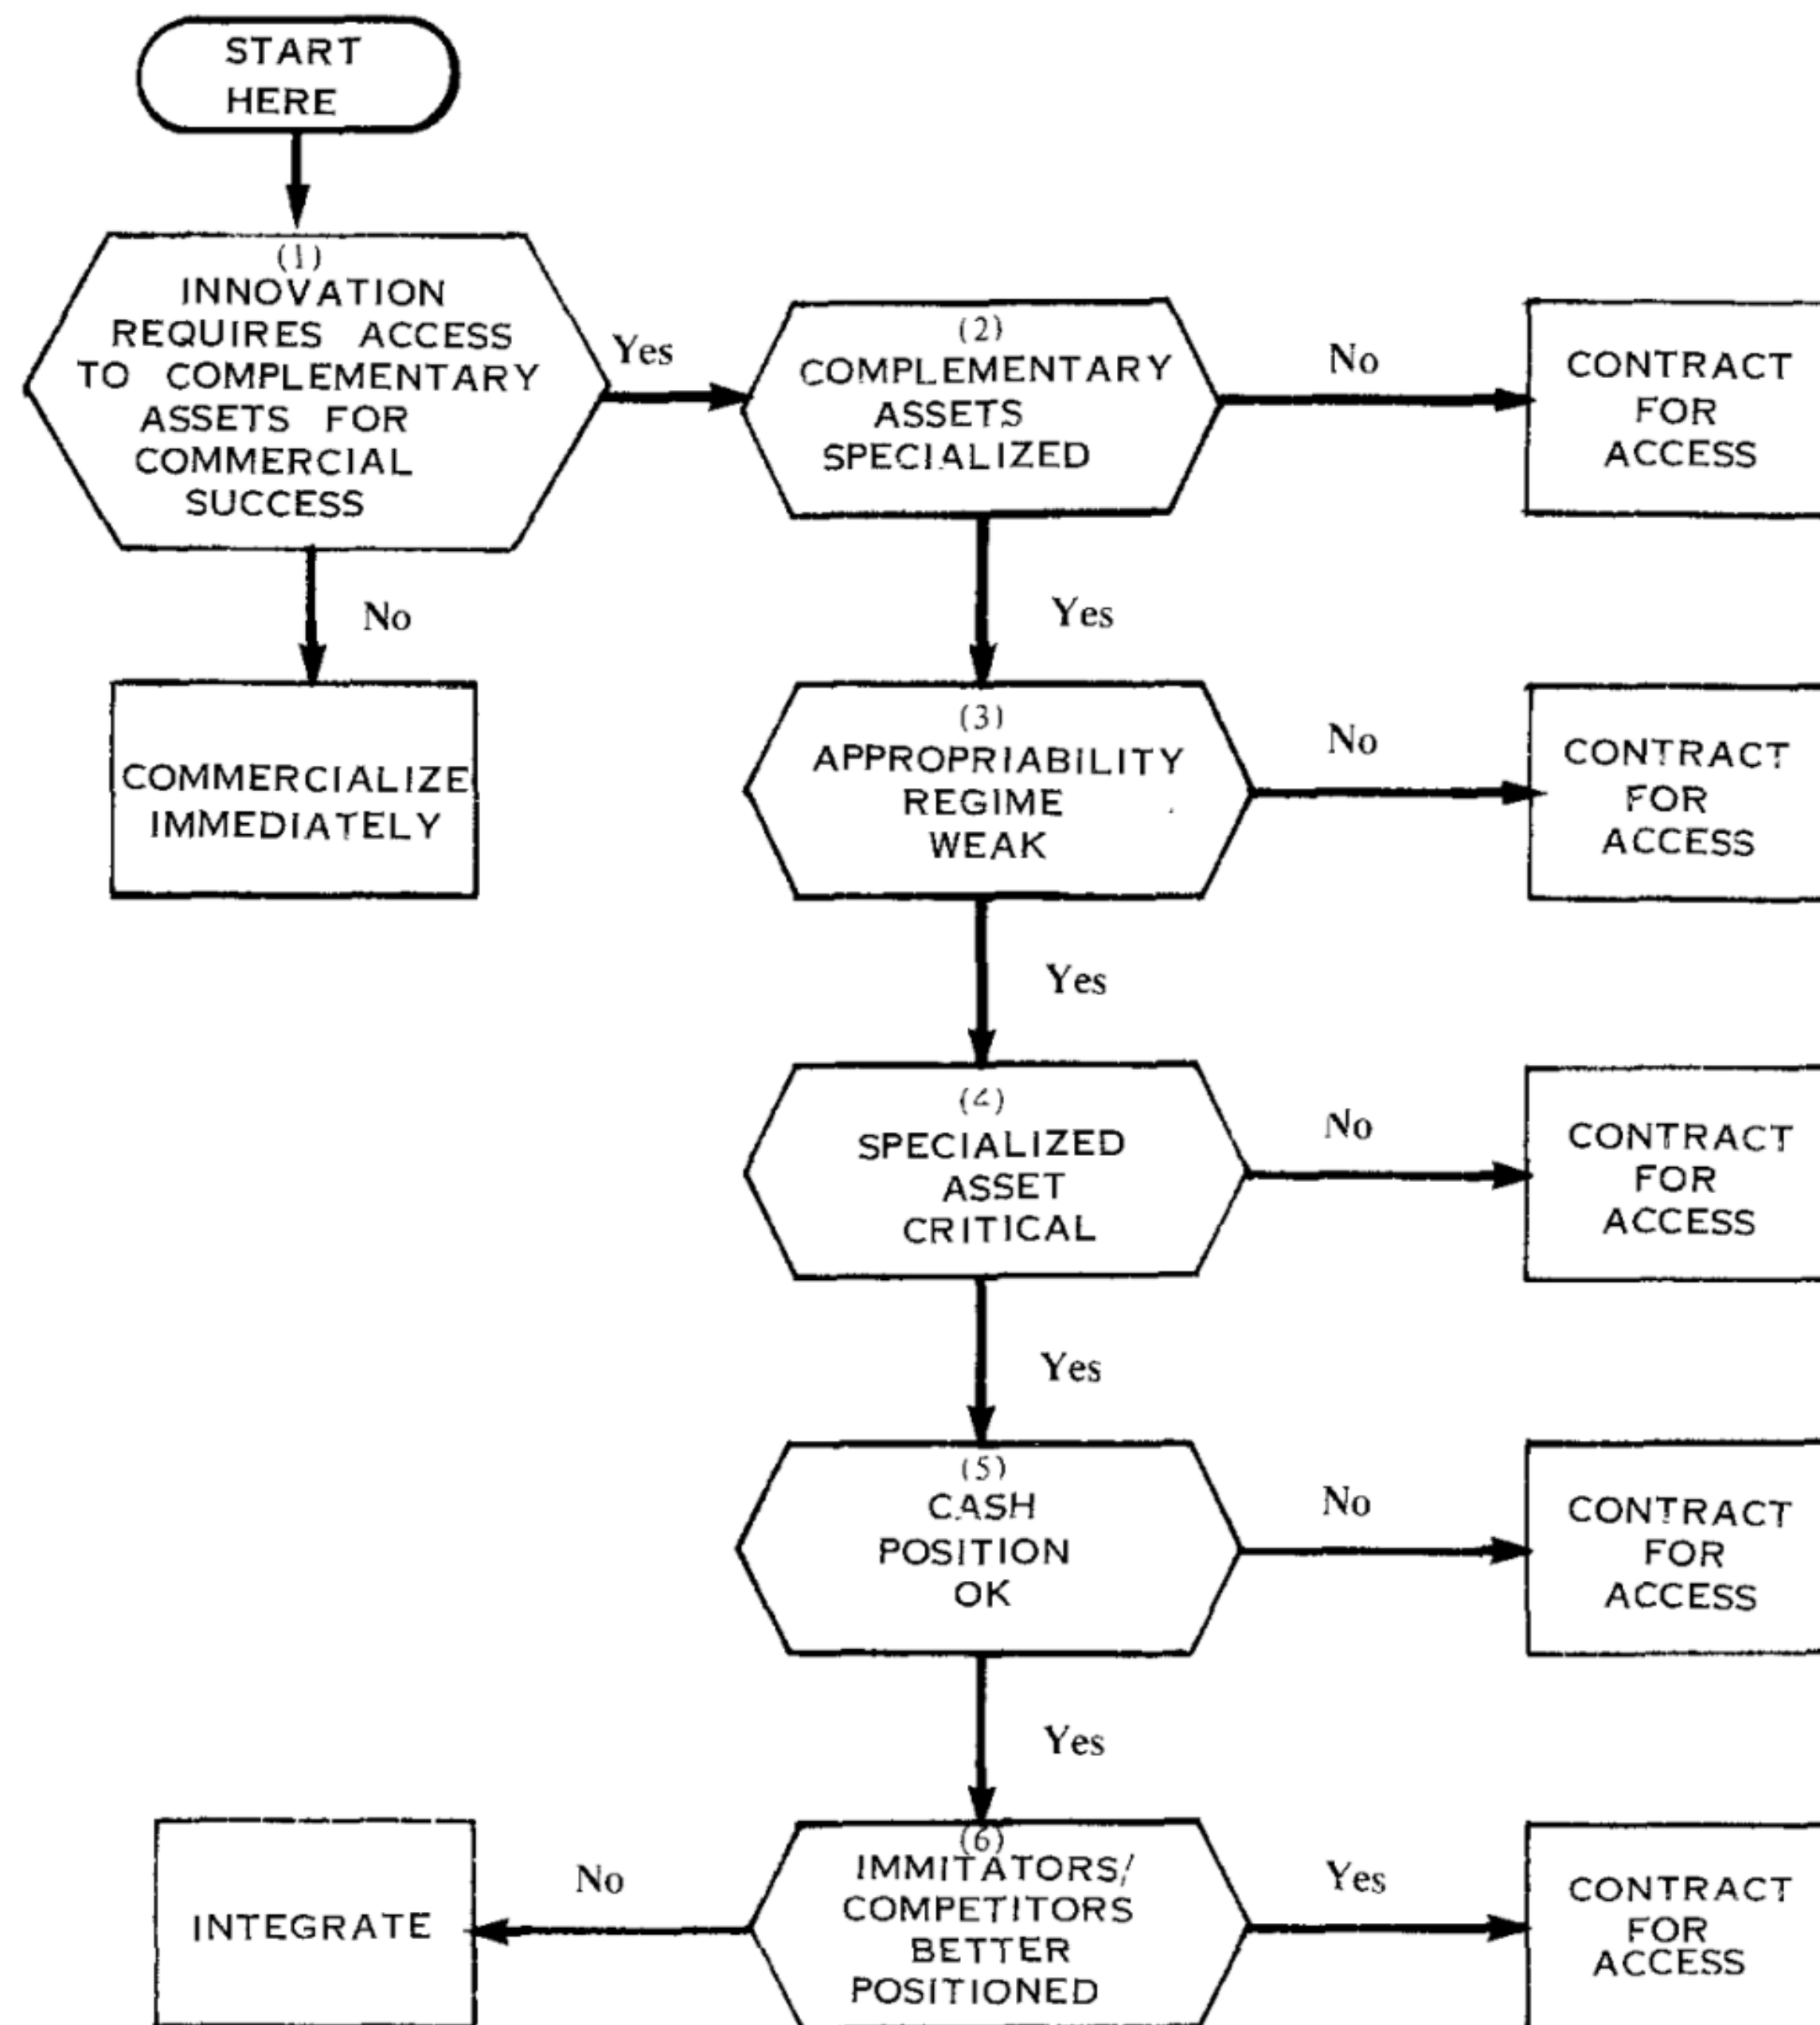 START
HERE
(1)
INNOVATION
REQUIRES ACCESS
TO COMPLEMENTARY
ASSETS FOR
COMMERCIAL
SUCCESS
Yes
(2)
COMPLEMENTARY
ASSETS
SPECIALIZED
No
CONTRACT
FOR
ACCESS
No
COMMERCIALIZE
IMMEDIATELY
Yes
(3)
APPROPRIABILITY
REGIME
WEAK
No
CONTRACT
FOR
ACCESS
Yes
(4)
SPECIALIZED
ASSET
CRITICAL
No
CONTRACT
FOR
ACCESS
Yes
(5)
CASH
POSITION
OK
No
CONTRACT
FOR
ACCESS
Yes
(6)
IMMITATORS/
COMPETITORS
BETTER
POSITIONED
No
INTEGRATE
Yes
CONTRACT
FOR
ACCESS